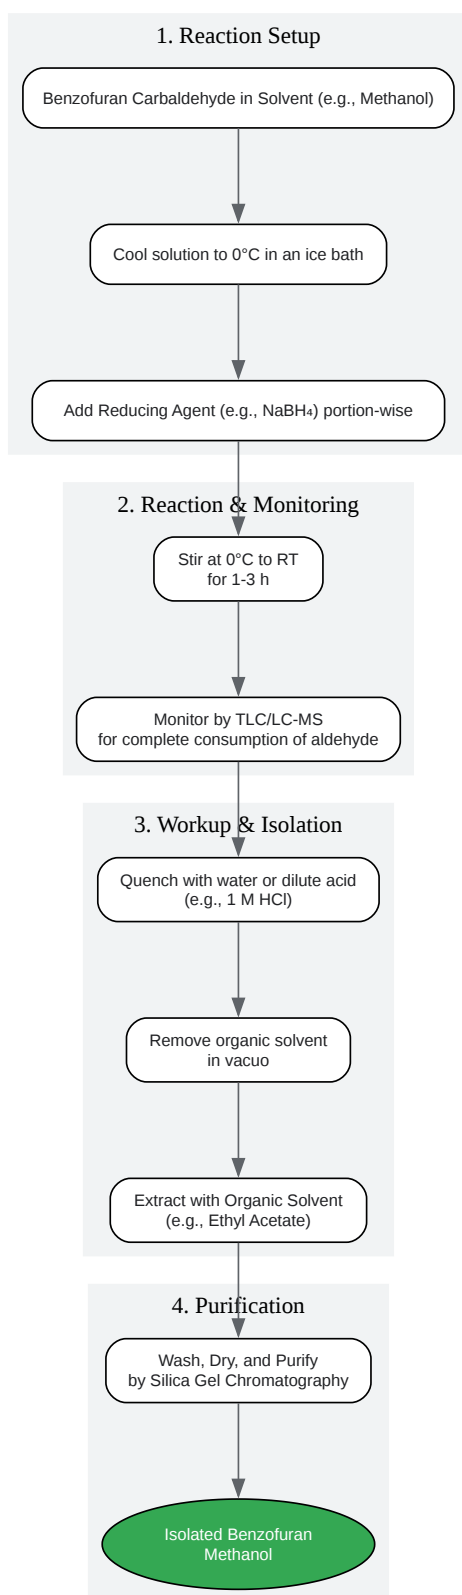 1. Reaction Setup
Benzofuran Carbaldehyde in Solvent (e.g., Methanol)
Cool solution to 0°C in an ice bath
Add Reducing Agent (e.g., NaBH₄) portion-wise
2. Reaction & Monitoring
Stir at 0°C to RT
for 1-3 h
Monitor by TLC/LC-MS
for complete consumption of aldehyde
3. Workup & Isolation
Quench with water or dilute acid
(e.g., 1 M HCl)
Remove organic solvent
in vacuo
Extract with Organic Solvent
(e.g., Ethyl Acetate)
4. Purification
Wash, Dry, and Purify
by Silica Gel Chromatography
Isolated Benzofuran
Methanol